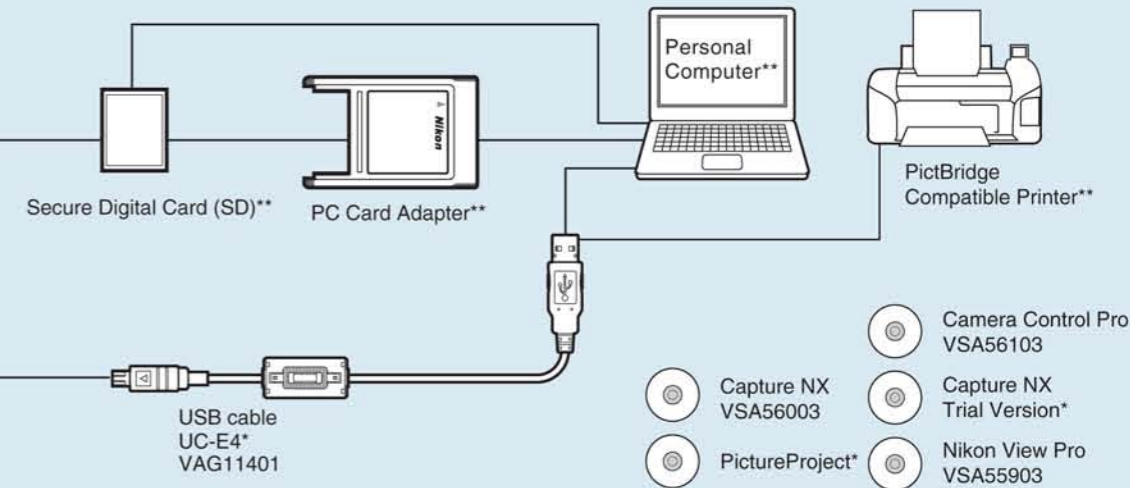 Personal
Computer**
Nikon
PictBridge
Compatible Printer**
Secure Digital Card (SD)**
PC Card Adapter**
USB cable
UC-E4*
VAG11401
Capture NX
VSA56003
PictureProject*
Camera Control Pro
VSA56103
Capture NX
Trial Version*
Nikon View Pro
VSA55903